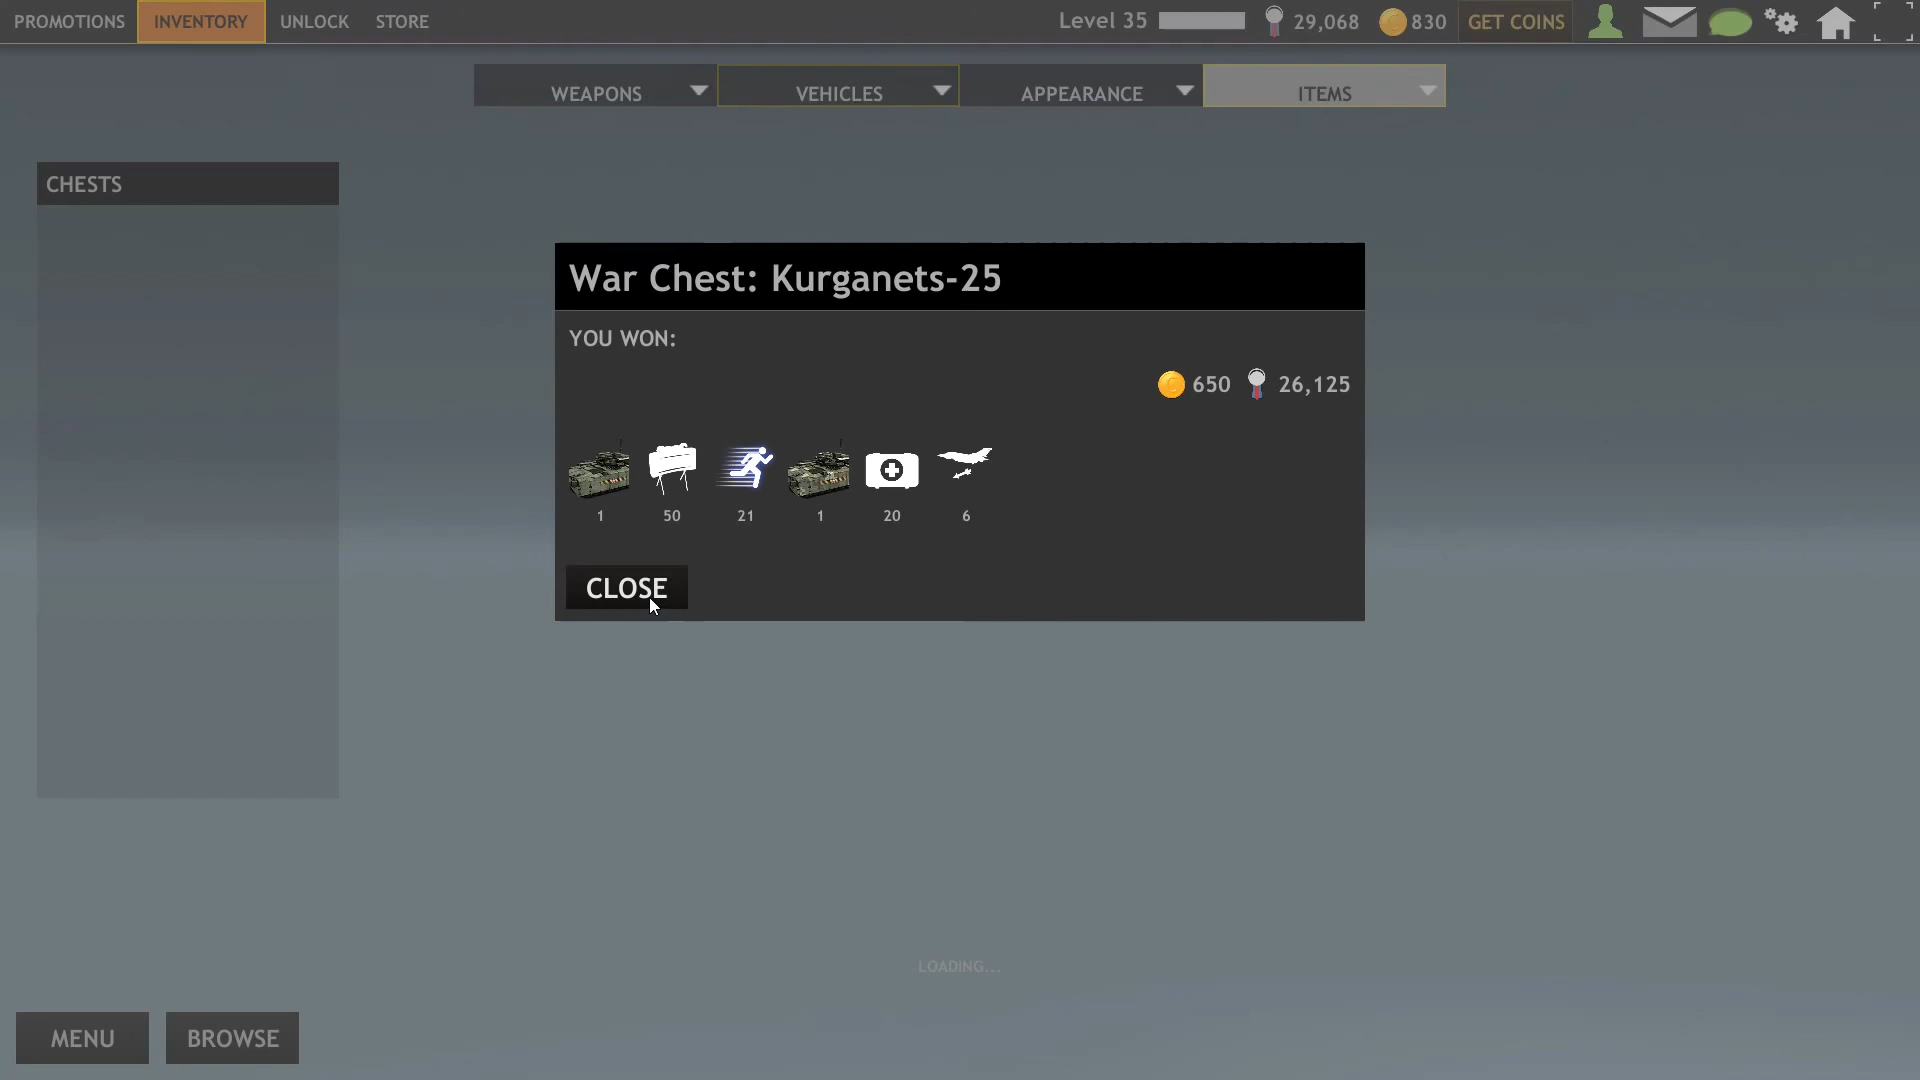 PROMOTIONS INVENTORY UNLOCK STORE Level 35 29,068 830 GET COINS
WEAPONS VEHICLES APPEARANCE ITEMS
CHESTS
War Chest: Kurganets-25
YOU WON:
650 26,125
1 50 21 1 20 6
CLOSE
LOADING...
MENU BROWSE